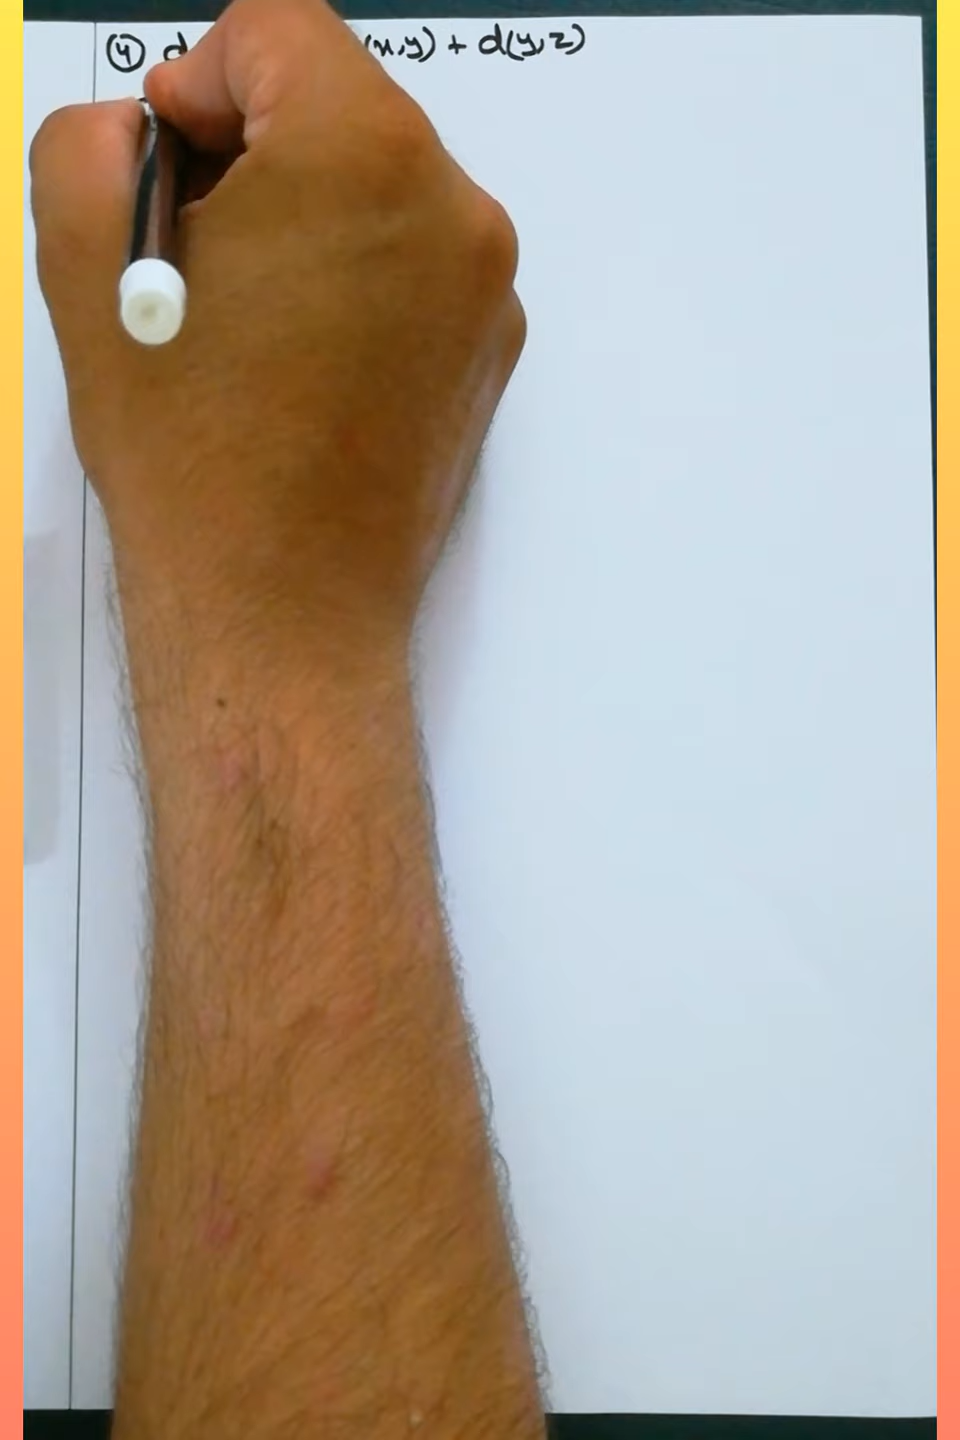 ④ d (x,y) + d(y,z)